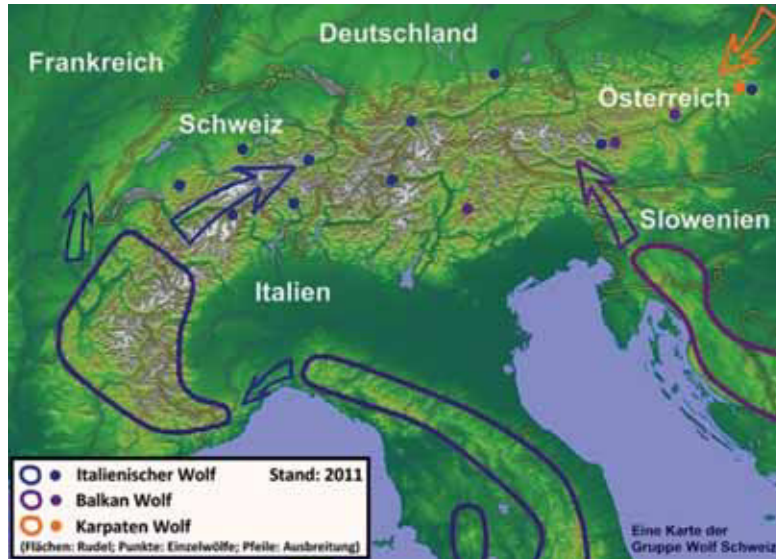 Deutschland
Frankreich
Österreich
Schweiz
Slowenien
Italien
Italienischer Wolf Stand: 2011
Balkan Wolf
Karpaten Wolf
(Flächen: Rudel; Punkte: Einzelwölfe; Pfeile: Ausbreitung)
Eine Karte der
Gruppe Wolf Schweiz